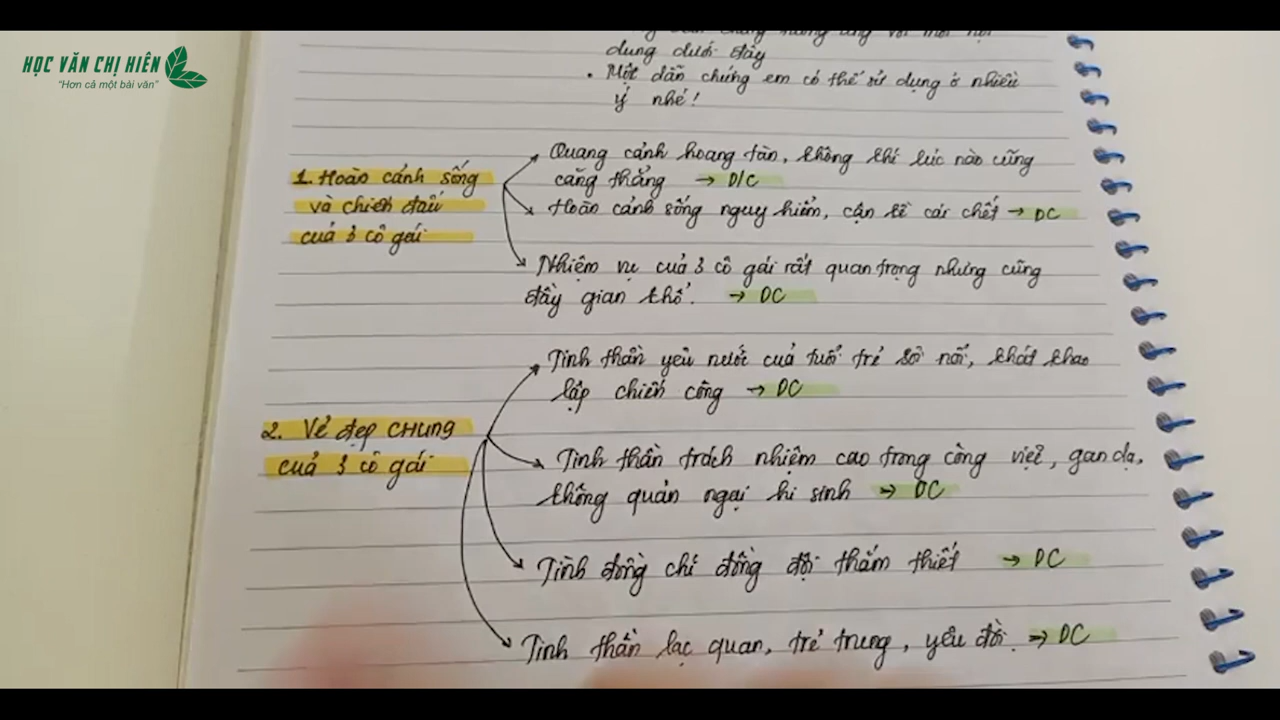 HỌC VĂN CHỊ HIÊN
"Hơn cả một bài văn"
dung dưới đây
• Một dẫn chứng em có thể sử dụng ở nhiều
ý nhé!
1. Hoàn cảnh sống
và chiến đấu
của 3 cô gái
Quang cảnh hoang tàn, không khí lúc nào cũng
căng thẳng → D/C
Hoàn cảnh sống nguy hiểm, cận kề cái chết → DC
Nhiệm vụ của 3 cô gái rất quan trọng nhưng cũng
đầy gian khổ. → DC
2. Vẻ đẹp CHUNG
của 3 cô gái
Tinh thần yêu nước của tuổi trẻ sôi nổi, khát khao
lập chiến công → DC
Tinh thần trách nhiệm cao trong công việc, gan dạ,
không quản ngại hi sinh → DC
Tình đồng chí đồng đội thắm thiết → DC
Tinh thần lạc quan, trẻ trung, yêu đời. → DC